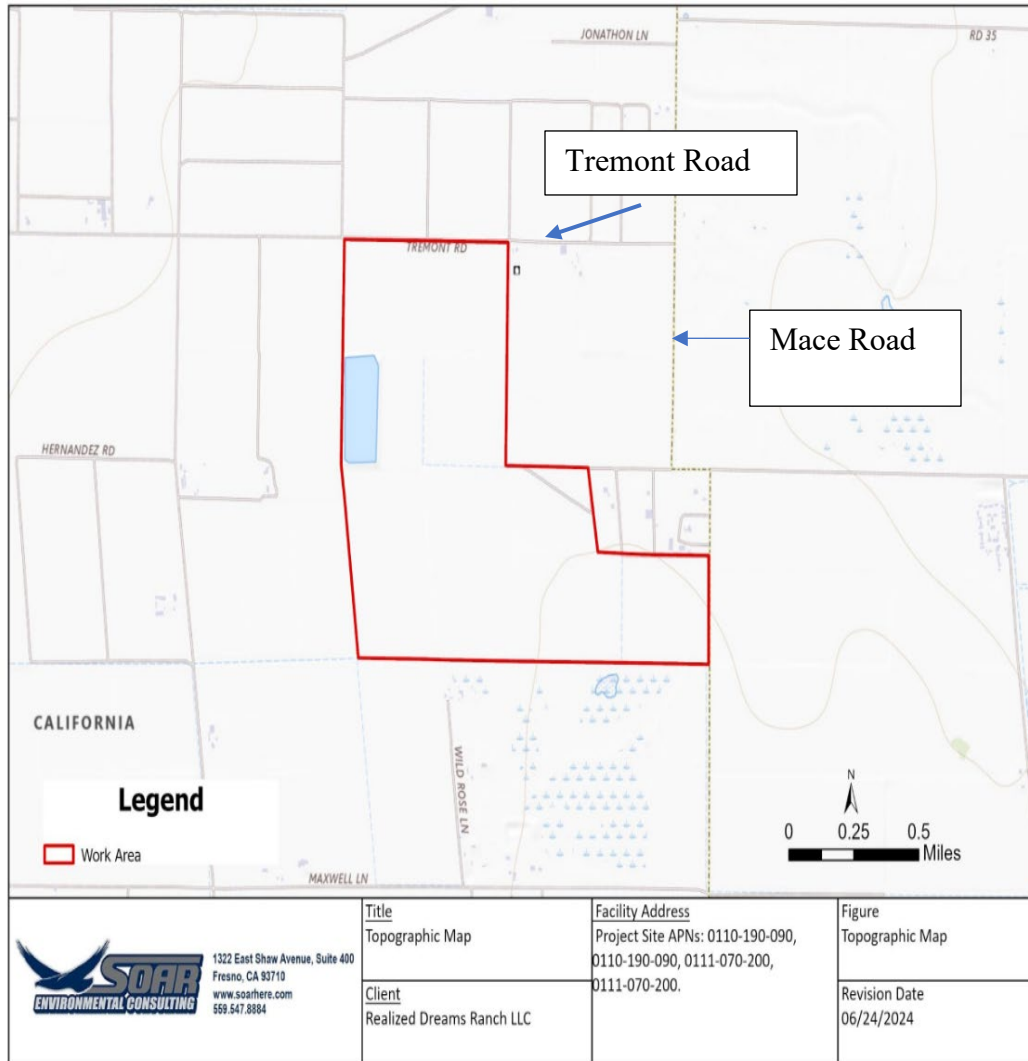 JONATHON LN
RD 35
Tremont Road
TREMONT RD
Mace Road
HERNANDEZ RD
CALIFORNIA
WILD ROSE LN
Legend
Work Area
N
0 0.25 0.5
Miles
MAXWELL LN
SOAR
ENVIRONMENTAL CONSULTING
1322 East Shaw Avenue, Suite 400
Fresno, CA 93710
www.soarhere.com
559.547.8884
Title
Topographic Map
Client
Realized Dreams Ranch LLC
Facility Address
Project Site APNs: 0110-190-090,
0110-190-090, 0111-070-200,
0111-070-200.
Figure
Topographic Map
Revision Date
06/24/2024